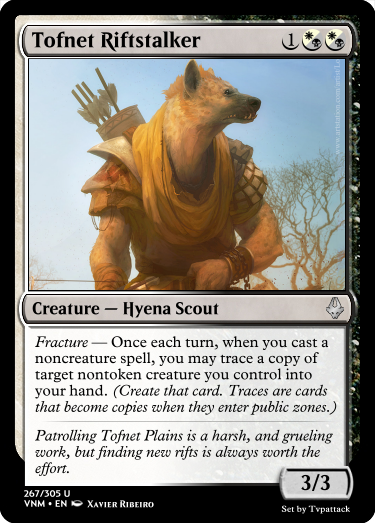 Tofnet Riftstalker 1
Creature — Hyena Scout
Fracture — Once each turn, when you cast a
noncreature spell, you may trace a copy of
target nontoken creature you control into
your hand. (Create that card. Traces are cards
that become copies when they enter public zones.)
Patrolling Tofnet Plains is a harsh, and grueling
work, but finding new rifts is always worth the
effort.
3/3
267/305 U
VNM • EN XAVIER RIBEIRO
Set by Tvpattack